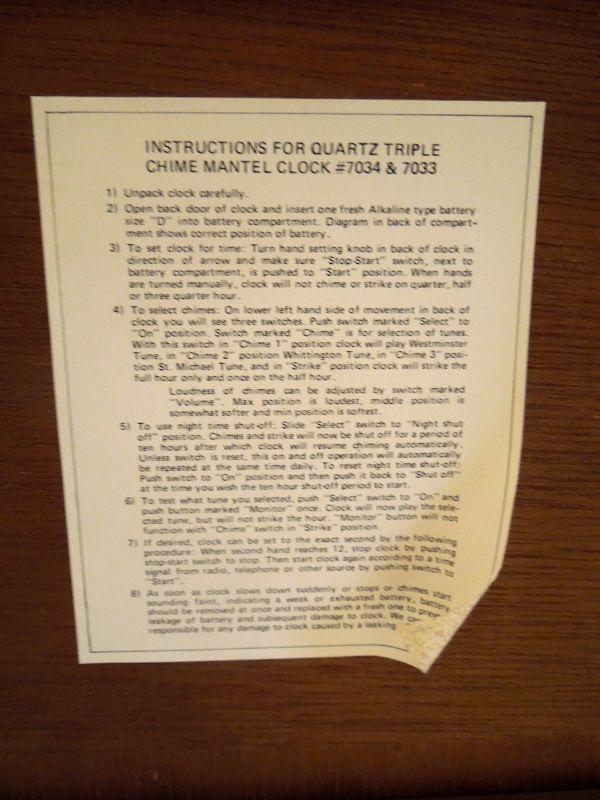 INSTRUCTIONS FOR QUARTZ TRIPLE
CHIME MANTEL CLOCK #7034 & 7033
1) Unpack clock carefully.
2) Open back door of clock and insert one fresh Alkaline type battery
size "D" into battery compartment. Diagram in back of compart-
ment shows correct position of battery.
3) To set clock for time: Turn hand setting knob in back of clock in
direction of arrow and make sure "Stop-Start" switch, next to
battery compartment, is pushed to "Start" position. When hands
are turned manually, clock will not chime or strike on quarter, half
or three quarter hour.
4) To select chimes: On lower left hand side of movement in back of
clock you will see three switches. Push switch marked "Select" to
"On" position. Switch marked "Chime" is for selection of tunes.
With this switch in "Chime 1" position clock will play Westminster
Tune, in "Chime 2" position Whittington Tune, in "Chime 3" posi-
tion St. Michael Tune, and in "Strike" position clock will strike the
full hour only and once on the half hour.
Loudness of chimes can be adjusted by switch marked
"Volume". Max position is loudest, middle position is
somewhat softer and min position is softest.
5) To use night time shut-off: Slide "Select" switch to "Night shut
off" position. Chimes and strike will now be shut off for a period of
ten hours after which clock will resume chiming automatically.
Unless switch is reset, this on and off operation will automatically
be repeated at the same time daily. To reset night time shut-off:
Push switch to "On" position and then push it back to "Shut off"
at the time you wish the ten hour shut-off period to start.
6) To test what tune you selected, push "Select" switch to "On" and
push button marked "Monitor" once. Clock will now play the sele-
cted tune, but will not strike the hour. "Monitor" button will not
function with "Chime" switch in "Strike" position.
7) If desired, clock can be set to the exact second by the following
procedure: When second hand reaches 12, stop clock by pushing
stop-start switch to stop. Then start clock again according to a time
signal from radio, telephone or other source by pushing switch to
"Start".
8) As soon as clock slows down suddenly or stops or chimes start
sounding faint, indicating a weak or exhausted battery, battery
should be removed at once and replaced with a fresh one to
leakage of battery and subsequent damage to clock. We
responsible for any damage to clock caused by a leaking